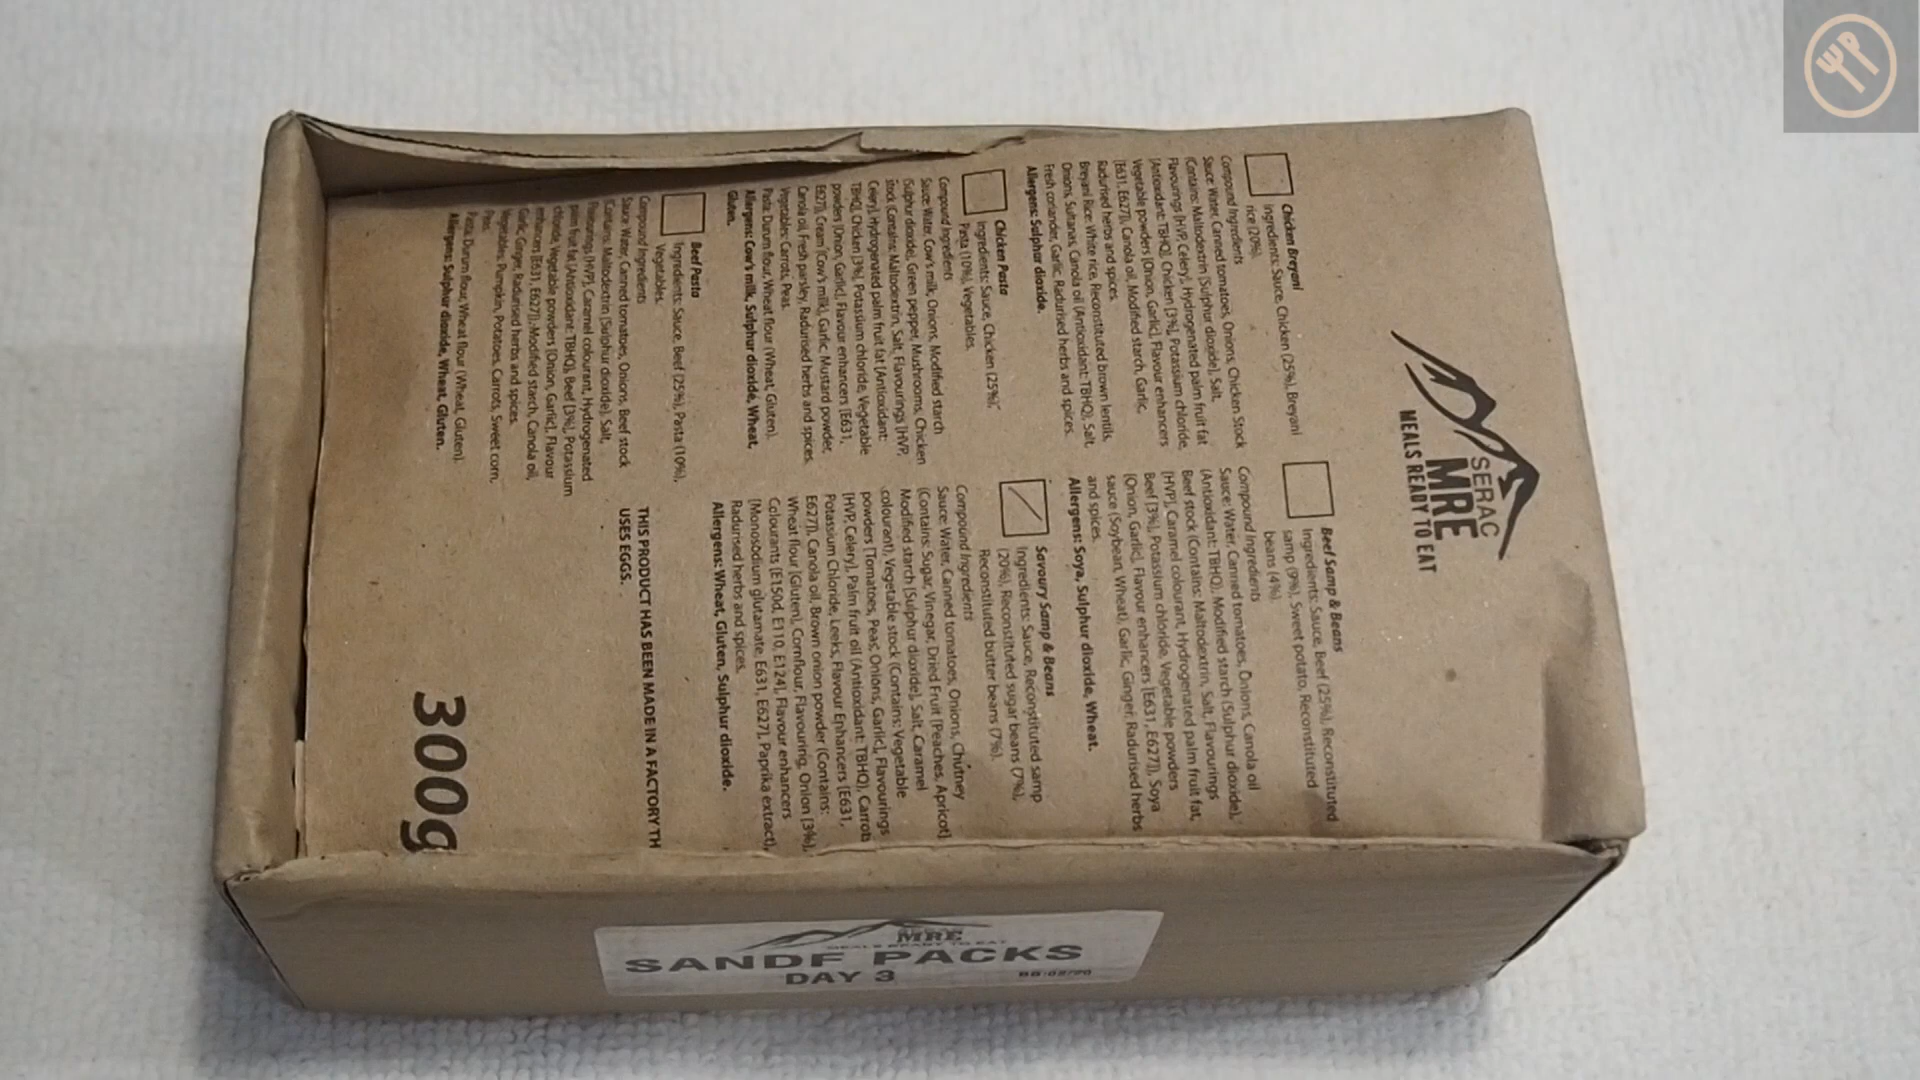 SERAC
MRE
MEALS READY TO EAT
Chicken Breyani
Ingredients: Sauce, Chicken (25%), Breyani
rice (20%).
Compound Ingredients
Sauce: Water, Canned tomatoes, Onions, Chicken Stock
(Contains: Maltodextrin [Sulphur dioxide], Salt,
Flavourings [HVP, Celery], Hydrogenated palm fruit fat
[Antioxidant: TBHQ], Chicken [3%], Potassium chloride,
Vegetable powders [Onion, Garlic], Flavour enhancers
[E631, E627]), Canola oil, Modified starch, Garlic,
Radurised herbs and spices.
Breyani Rice: White rice, Reconstituted brown lentils,
Onions, Sultanas, Canola oil (Antioxidant: TBHQ), Salt,
Fresh coriander, Garlic, Radurised herbs and spices.
Allergens: Sulphur dioxide.
Chicken Pasta
Ingredients: Sauce, Chicken (25%),
Pasta (10%), Vegetables.
Compound Ingredients
Sauce: Water, Cow's milk, Onions, Modified starch
(Sulphur dioxide), Green pepper, Mushrooms, Chicken
stock (Contains: Maltodextrin, Salt, Flavourings [HVP,
Celery], Hydrogenated palm fruit fat [Antioxidant:
TBHQ], Chicken [3%], Potassium chloride, Vegetable
powders [Onion, Garlic], Flavour enhancers [E631,
E627]), Cream (Cow's milk), Garlic, Mustard powder,
Canola oil, Fresh parsley, Radurised herbs and spices.
Vegetables: Carrots, Peas.
Pasta: Durum flour, Wheat flour (Wheat, Gluten).
Allergens: Cow's milk, Sulphur dioxide, Wheat,
Gluten.
Beef Pasta
Ingredients: Sauce, Beef (25%), Pasta (10%),
Vegetables.
Compound Ingredients
Sauce: Water, Canned tomatoes, Onions, Beef stock
(Contains: Maltodextrin [Sulphur dioxide], Salt,
Flavourings [HVP], Caramel colourant, Hydrogenated
palm fruit fat [Antioxidant: TBHQ], Beef [3%], Potassium
chloride, Vegetable powders [Onion, Garlic], Flavour
enhancers [E631, E627]), Modified starch, Canola oil,
Garlic, Ginger, Radurised herbs and spices.
Vegetables: Pumpkin, Potatoes, Carrots, Sweet corn,
Peas.
Pasta: Durum flour, Wheat flour (Wheat, Gluten).
Allergens: Sulphur dioxide, Wheat, Gluten.
Beef Samp & Beans
Ingredients: Sauce, Beef (25%), Reconstituted
samp (9%), Sweet potato, Reconstituted
beans (4%).
Compound Ingredients
Sauce: Water, Canned tomatoes, Onions, Canola oil
(Antioxidant: TBHQ), Modified starch (Sulphur dioxide),
Beef stock (Contains: Maltodextrin, Salt, Flavourings
[HVP], Caramel colourant, Hydrogenated palm fruit fat,
Beef [3%], Potassium chloride, Vegetable powders
[Onion, Garlic], Flavour enhancers [E631, E627]), Soya
sauce (Soybean, Wheat), Garlic, Ginger, Radurised herbs
and spices.
Allergens: Soya, Sulphur dioxide, Wheat.
Savoury Samp & Beans
Ingredients: Sauce, Reconstituted samp
(20%), Reconstituted sugar beans (7%),
Reconstituted butter beans (7%).
Compound Ingredients
Sauce: Water, Canned tomatoes, Onions, Chutney
(Contains: Sugar, Vinegar, Dried Fruit [Peaches, Apricot],
Modified starch [Sulphur dioxide], Salt, Caramel
colourant), Vegetable stock (Contains: Vegetable
powders [Tomatoes, Peas, Onions, Garlic], Flavourings
[HVP, Celery], Palm fruit oil (Antioxidant: TBHQ), Carrots
Potassium Chloride, Leeks, Flavour Enhancers [E631,
E627]), Canola oil, Brown onion powder (Contains:
Wheat flour [Gluten], Cornflour, Flavouring, Onion [3%],
Colourants [E150d, E110, E124], Flavour enhancers
[Monosodium glutamate, E631, E627], Paprika extract),
Radurised herbs and spices.
Allergens: Wheat, Gluten, Sulphur dioxide.
THIS PRODUCT HAS BEEN MADE IN A FACTORY TH
USES EGGS.
300g
MRE
MEALS READY TO EAT
SANDF PACKS
DAY 3